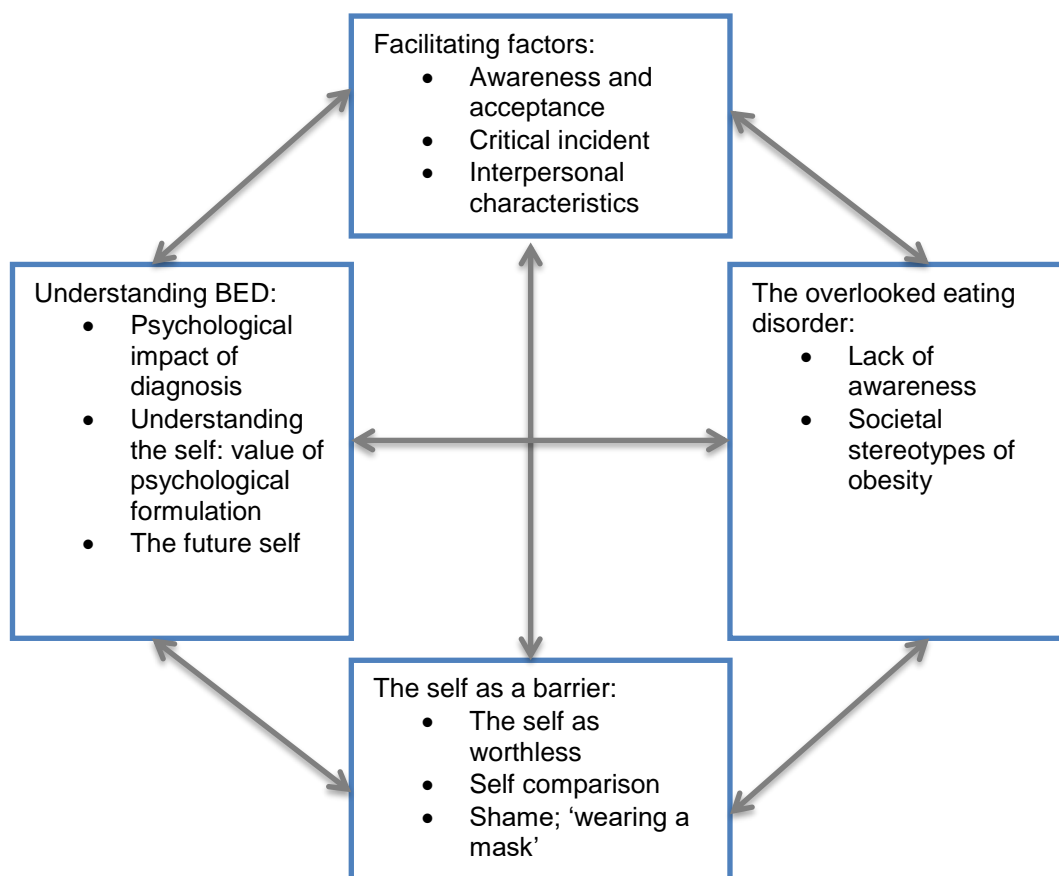 Facilitating factors:
• Awareness and
acceptance
• Critical incident
• Interpersonal
characteristics
Understanding BED:
• Psychological
impact of
diagnosis
• Understanding
the self: value of
psychological
formulation
• The future self
The overlooked eating
disorder:
• Lack of
awareness
• Societal
stereotypes of
obesity
The self as a barrier:
• The self as
worthless
• Self comparison
• Shame; ‘wearing a
mask’